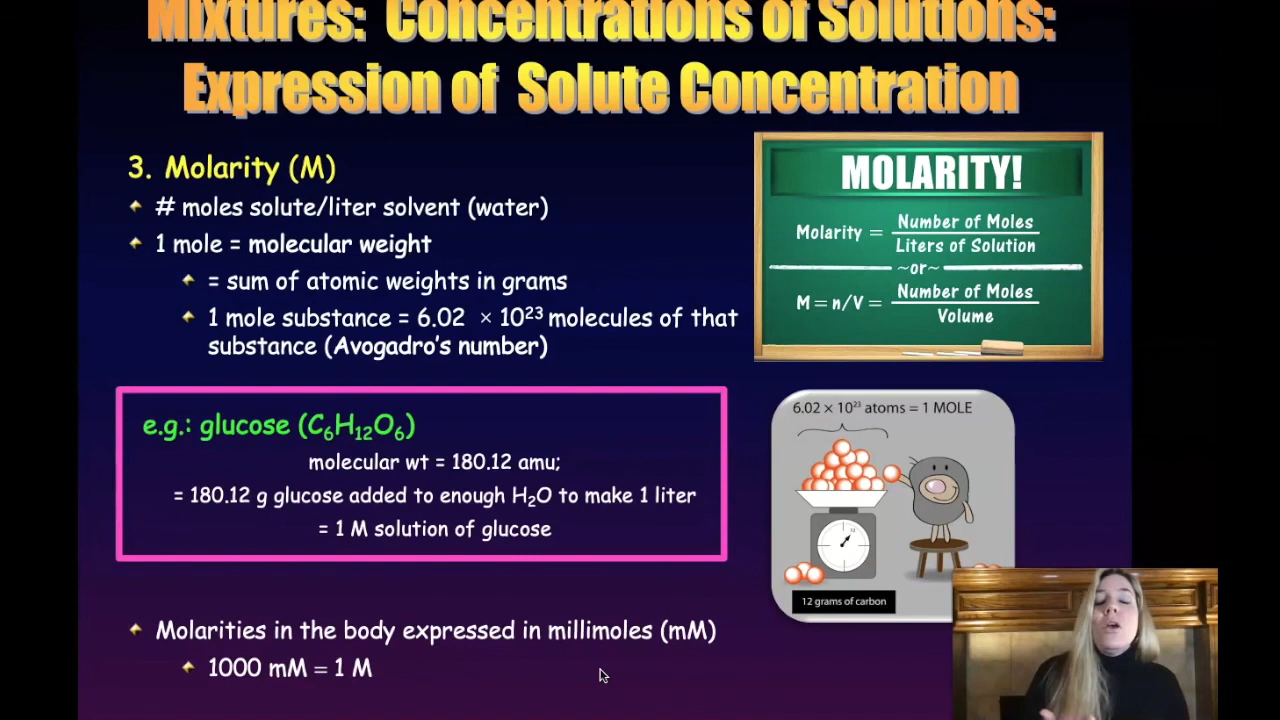 Mixtures: Concentrations of Solutions:
Expression of Solute Concentration
3. Molarity (M)
# moles solute/liter solvent (water)
1 mole = molecular weight
= sum of atomic weights in grams
1 mole substance = 6.02 × 10²³ molecules of that
substance (Avogadro's number)
e.g.: glucose (C₆H₁₂O₆)
molecular wt = 180.12 amu;
= 180.12 g glucose added to enough H₂O to make 1 liter
= 1 M solution of glucose
Molarities in the body expressed in millimoles (mM)
1000 mM = 1 M
MOLARITY!
Molarity = Number of Moles
Liters of Solution
~or~
M = n/V = Number of Moles
Volume
6.02 × 10²³ atoms = 1 MOLE
12 grams of carbon